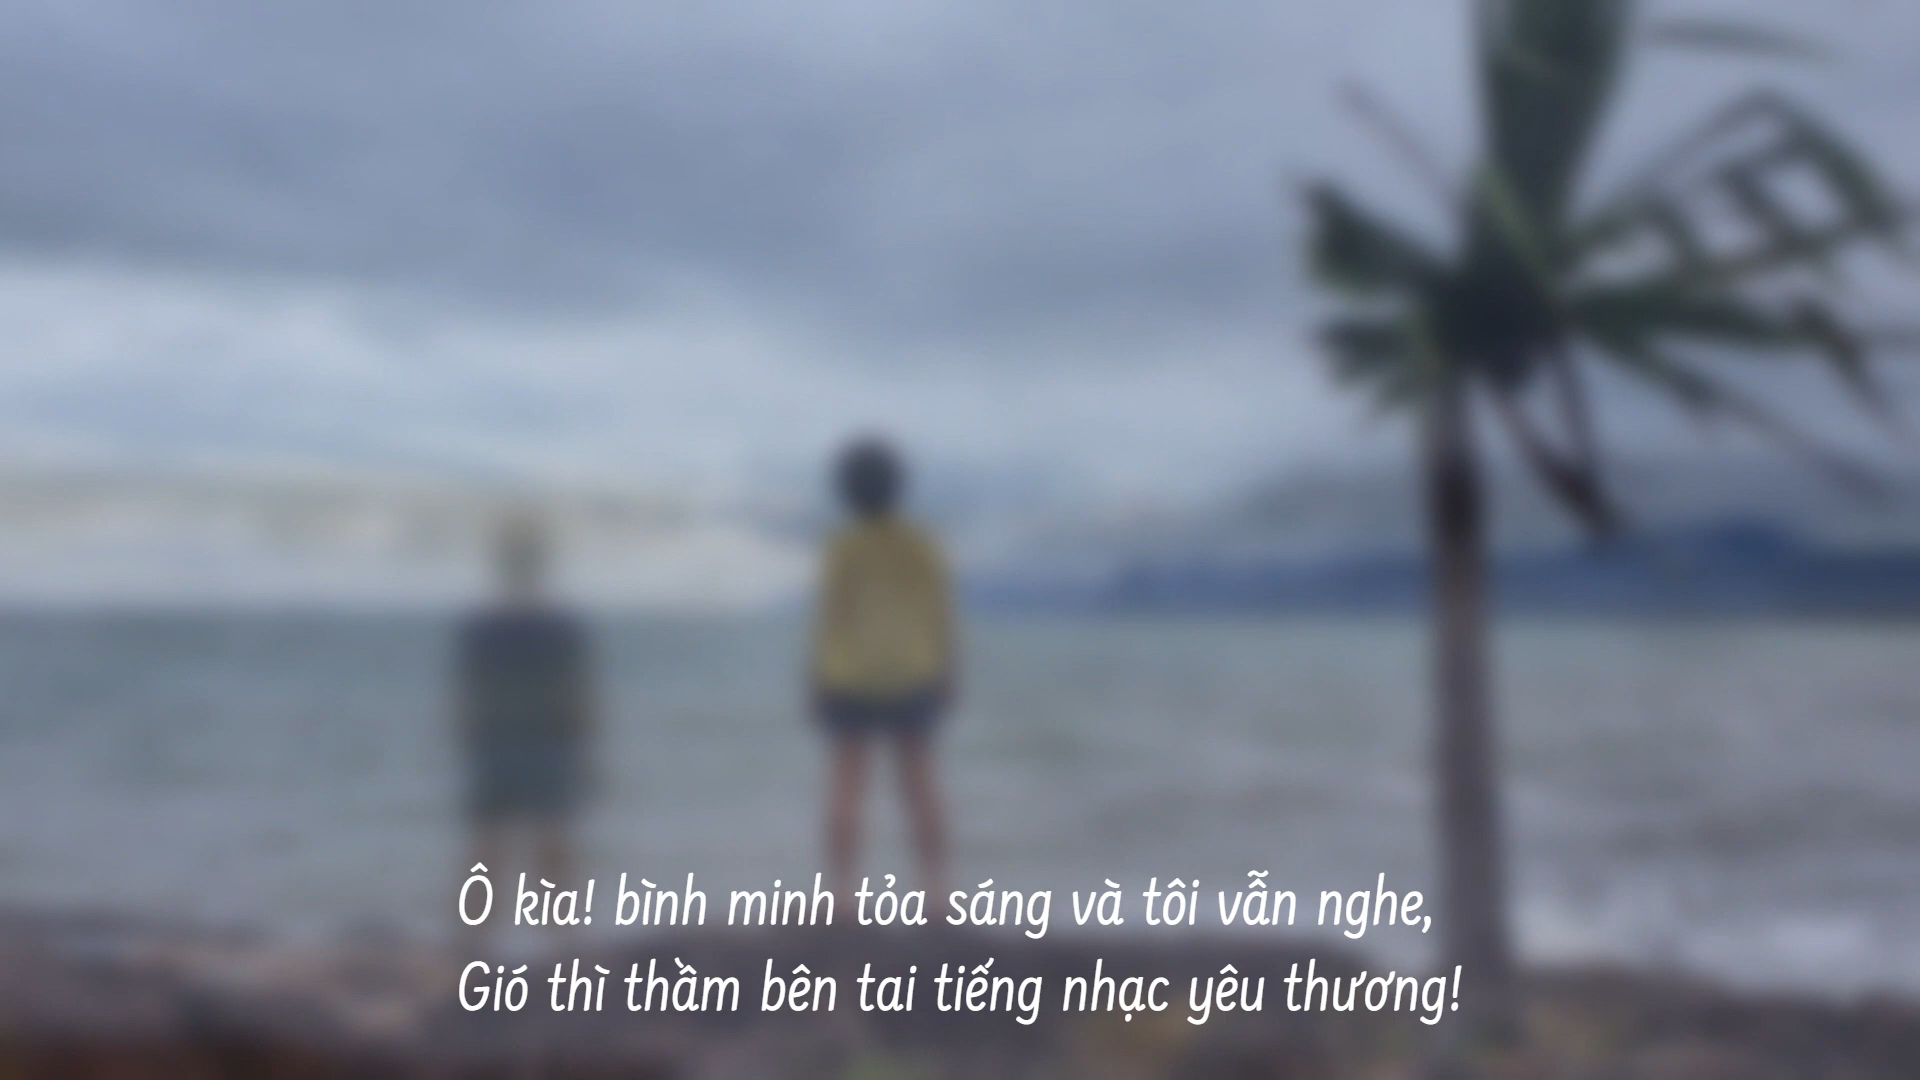 Ô kìa! bình minh tỏa sáng và tôi vẫn nghe,
Gió thì thầm bên tai tiếng nhạc yêu thương!